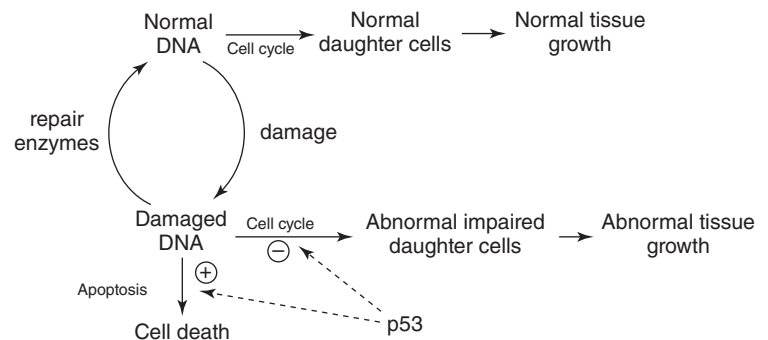 Normal
DNA
Cell cycle
Normal
daughter cells
Normal tissue
growth
repair
enzymes
damage
Damaged
DNA
Cell cycle
−
Abnormal impaired
daughter cells
Abnormal tissue
growth
+
Apoptosis
Cell death
p53